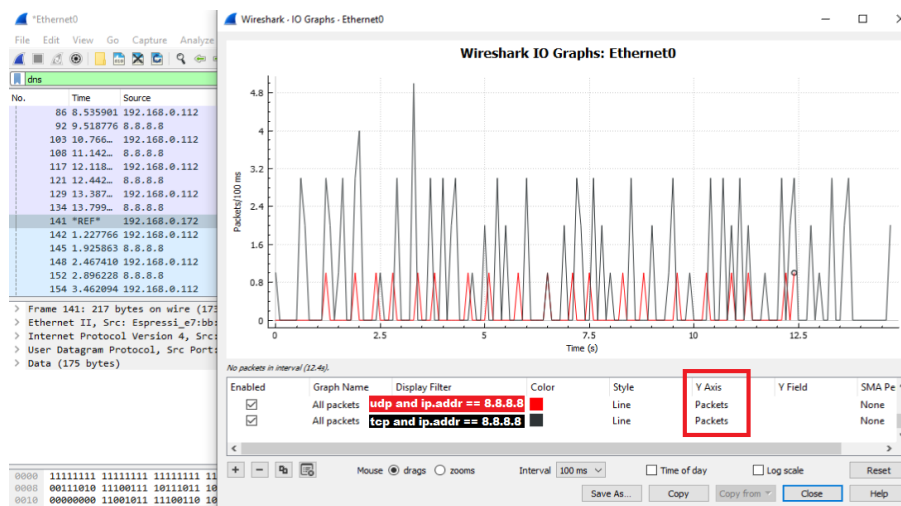 *Ethernet0
File Edit View Go Capture Analyze
dns
No. Time Source
86 8.535901 192.168.0.112
92 9.518776 8.8.8.8
103 10.766… 192.168.0.112
108 11.142… 8.8.8.8
117 12.118… 192.168.0.112
121 12.442… 8.8.8.8
129 13.387… 192.168.0.112
134 13.799… 8.8.8.8
141 *REF* 192.168.0.172
142 1.227766 192.168.0.112
145 1.925863 8.8.8.8
148 2.467410 192.168.0.112
152 2.896228 8.8.8.8
154 3.462094 192.168.0.112
> Frame 141: 217 bytes on wire (173
> Ethernet II, Src: Espressi_e7:bb:
> Internet Protocol Version 4, Src:
> User Datagram Protocol, Src Port:
> Data (175 bytes)
0000 11111111 11111111 11111111 11
0008 00111010 11100111 10111011 10
0010 00000000 11001011 11100110 10
Wireshark · IO Graphs · Ethernet0
Wireshark IO Graphs: Ethernet0
Packets/100 ms
4.8
4
3.2
2.4
1.6
0.8
0
0 2.5 5 7.5 10 12.5
Time (s)
No packets in interval (12.4s).
Enabled Graph Name Display Filter Color Style Y Axis Y Field SMA Pe
All packets udp and ip.addr == 8.8.8.8 Line Packets None
All packets tcp and ip.addr == 8.8.8.8 Line Packets None
Mouse drags zooms Interval 100 ms Time of day Log scale Reset
Save As… Copy Copy from Close Help